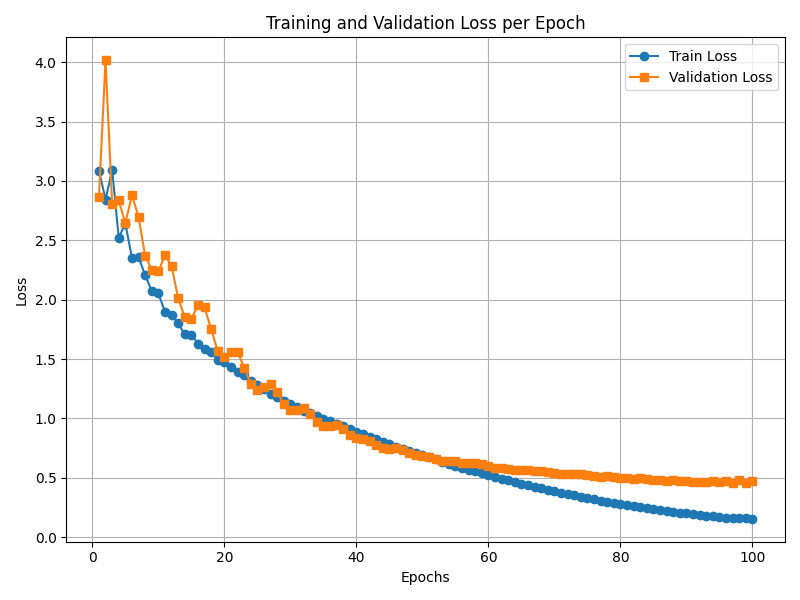 Training and Validation Loss per Epoch
Train Loss
Validation Loss
4.0
3.5
3.0
2.5
2.0
1.5
1.0
0.5
0.0
Loss
0 20 40 60 80 100
Epochs